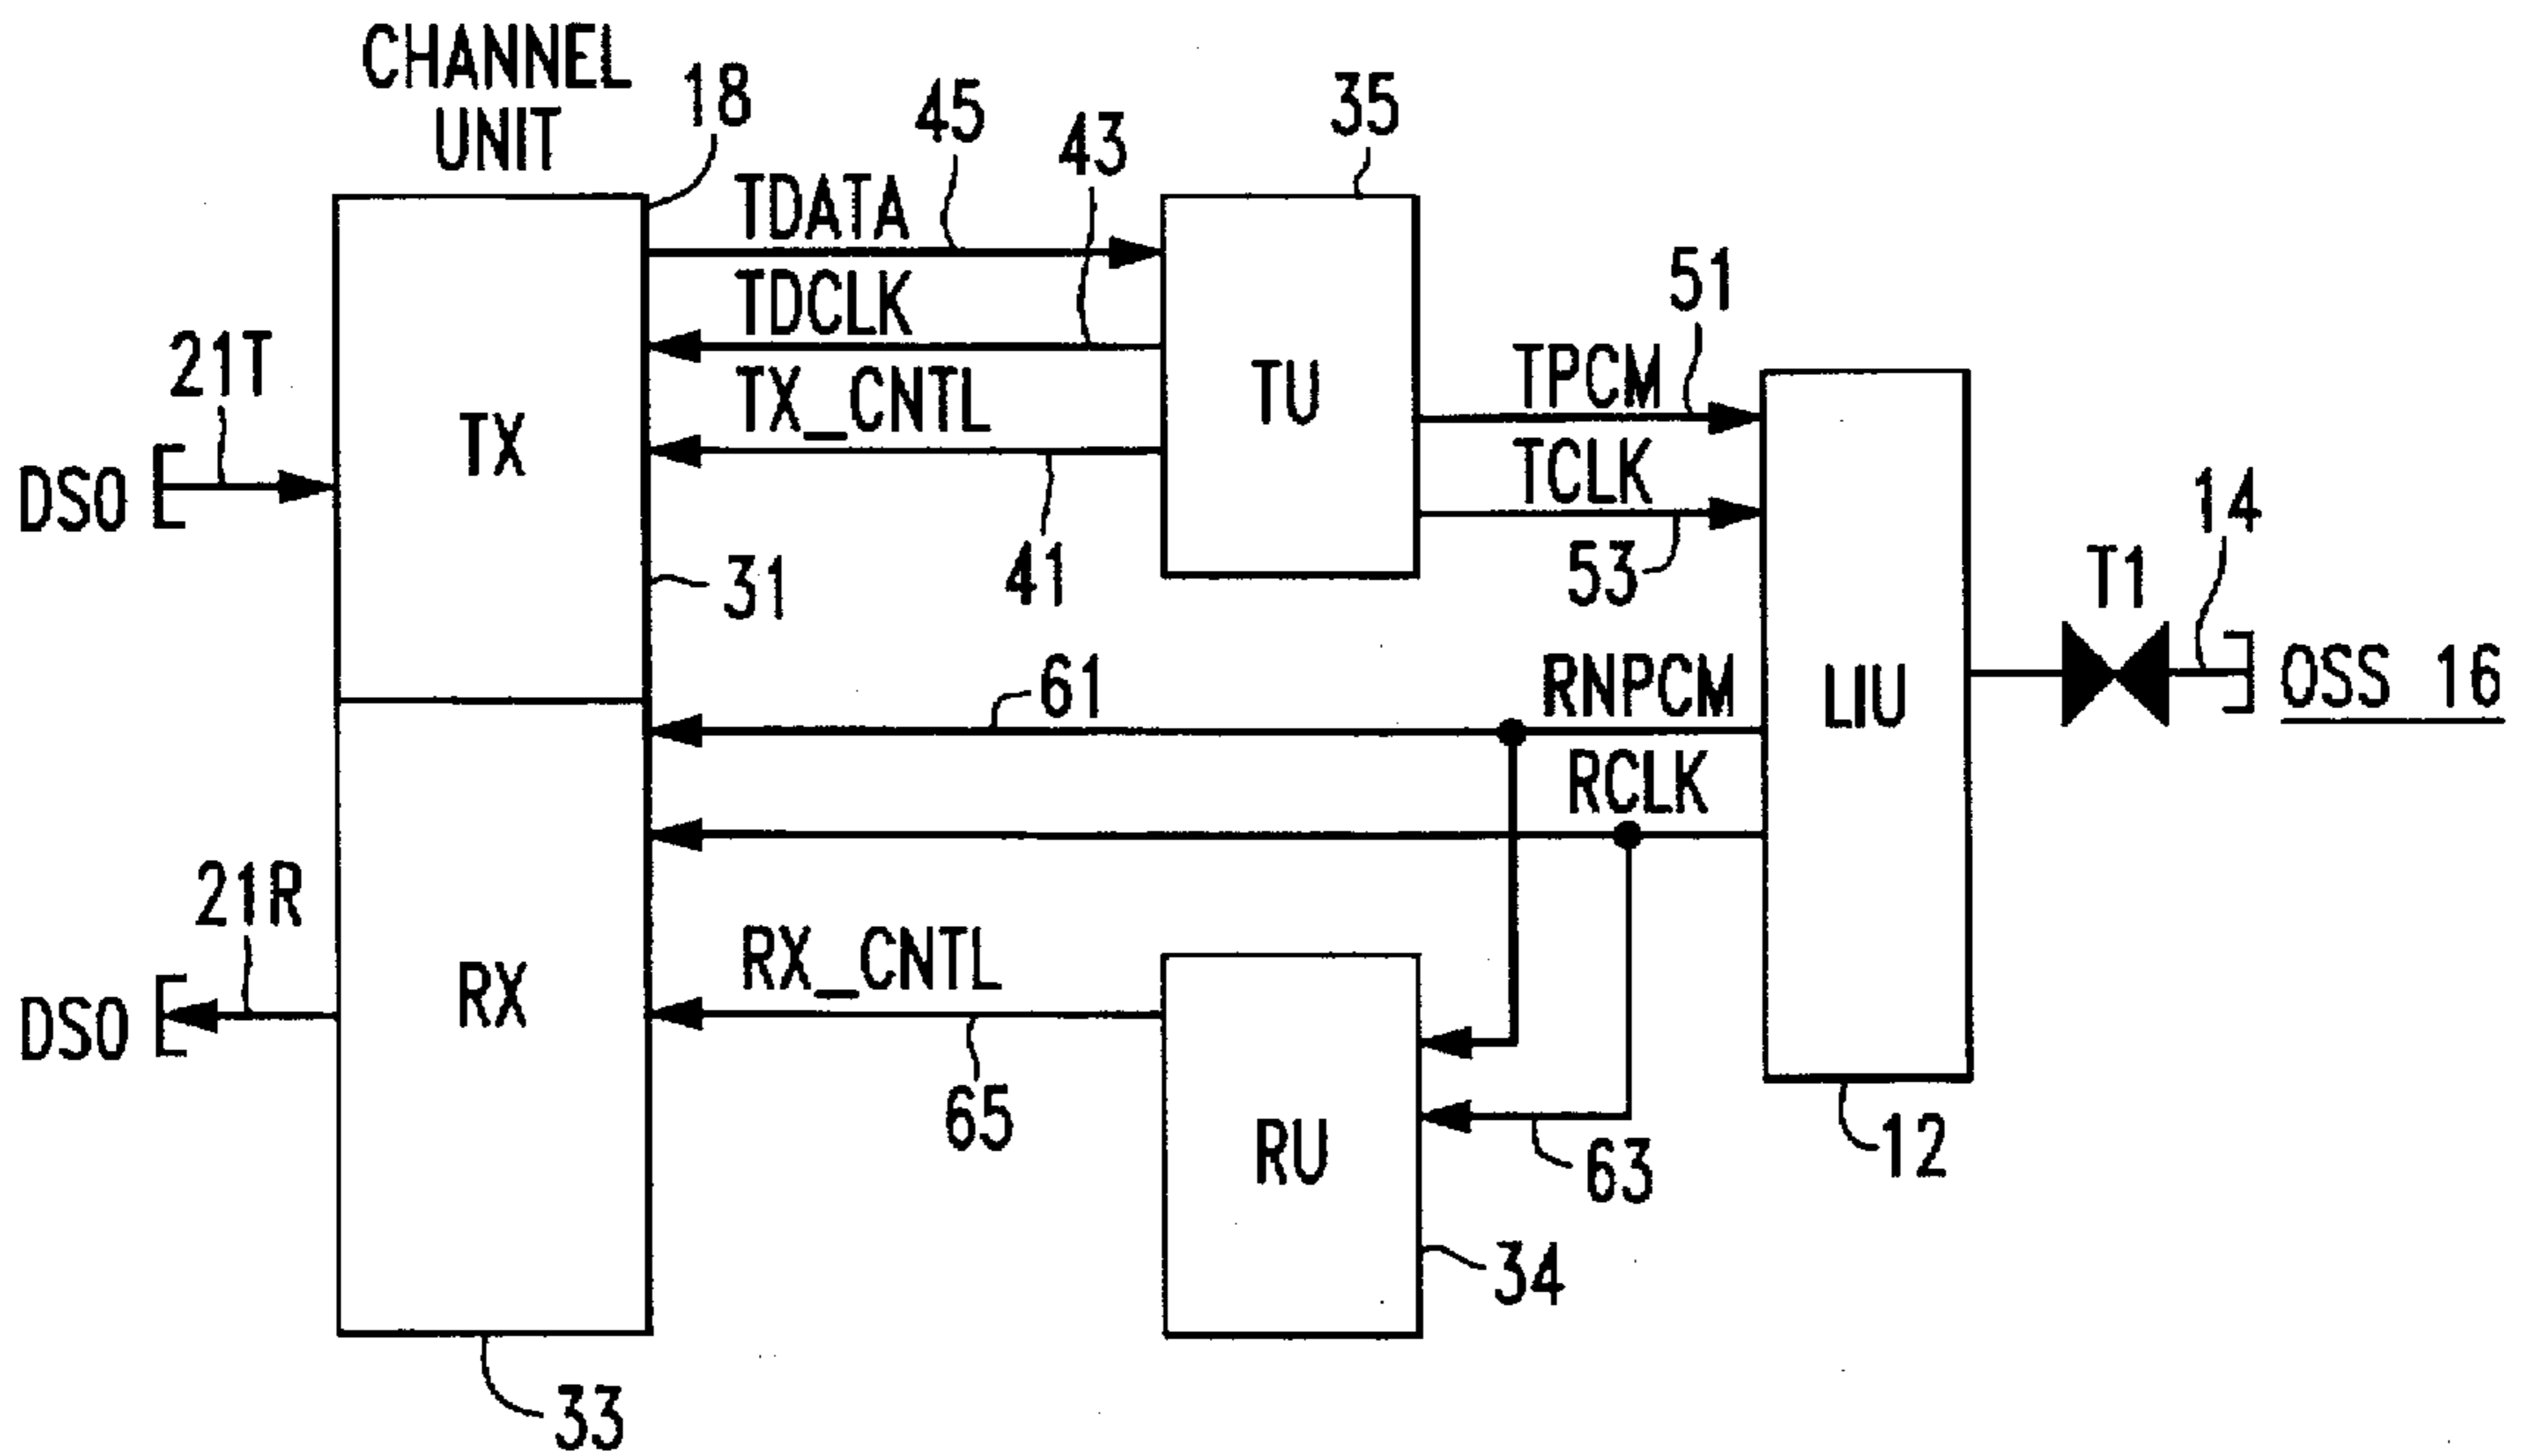 CHANNEL
UNIT
18
45
43
35
TDATA
TDCLK
TX_CNTL
51
21T
TX
TU
TPCM
TCLK
DS0
14
41
53
31
T1
61
RNPCM
LIU
OSS 16
RCLK
21R
RX_CNTL
RX
DS0
65
RU
63
12
34
33